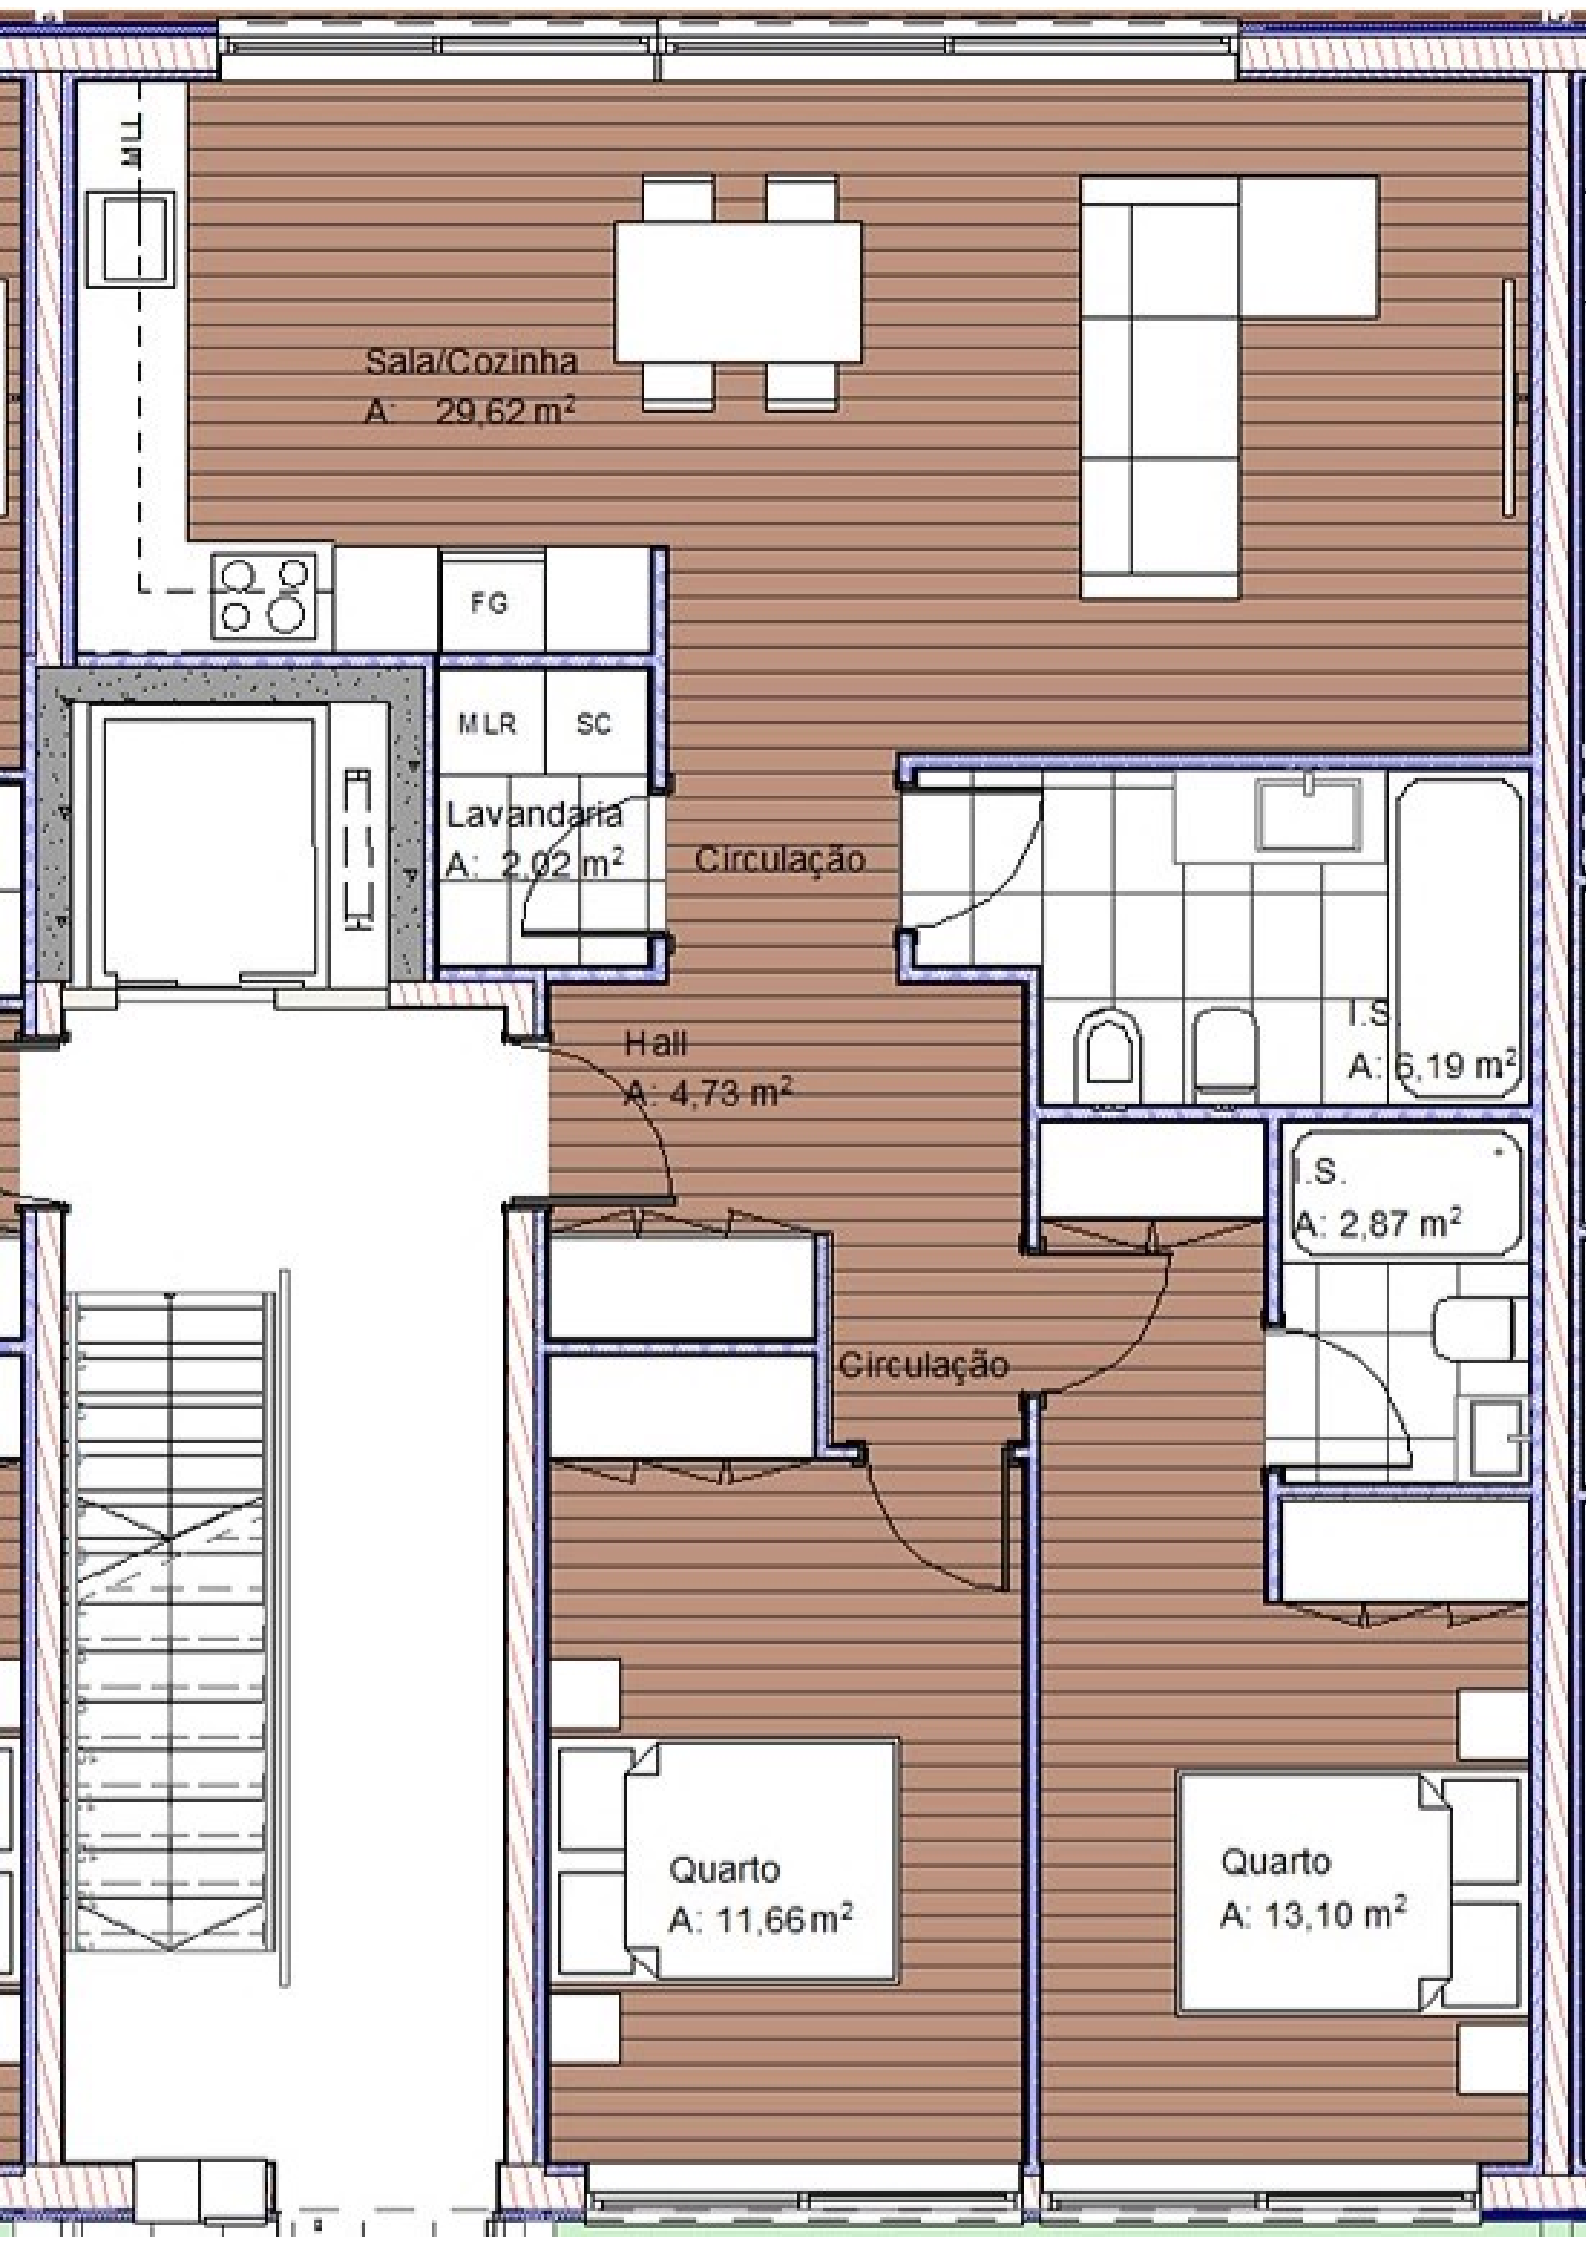 MLL
Sala/Cozinha
A: 29,62 m²
FG
MLR SC
Lavandaria
A: 2,02 m²
Circulação
Hall
A: 4,73 m²
I.S.
A: 6,19 m²
I.S.
A: 2,87 m²
Circulação
Quarto
A: 11,66 m²
Quarto
A: 13,10 m²